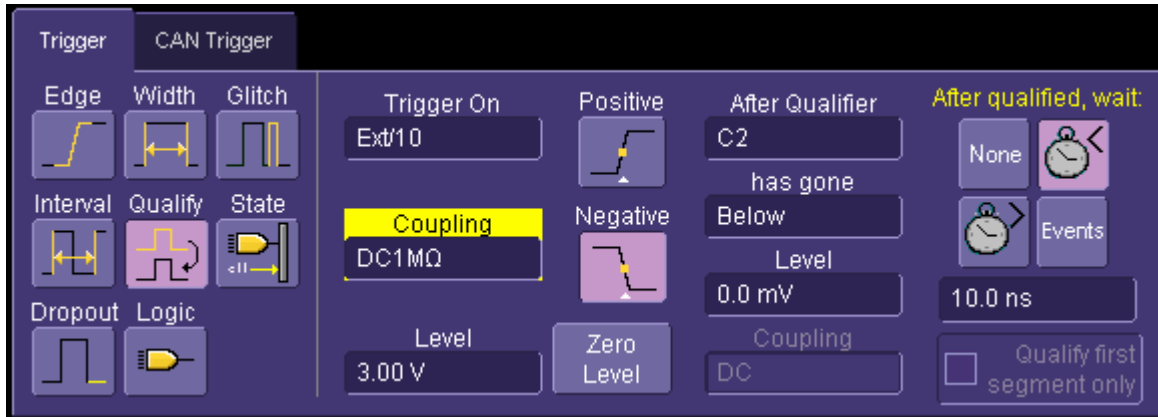 Trigger
CAN Trigger
Edge
Width
Glitch
Interval
Qualify
State
cll
Dropout
Logic
Trigger On
Ext/10
Coupling
DC1MΩ
Level
3.00 V
Positive
Negative
Zero
Level
After Qualifier
C2
has gone
Below
Level
0.0 mV
Coupling
DC
After qualified, wait:
None
<
>
Events
10.0 ns
Qualify first
segment only